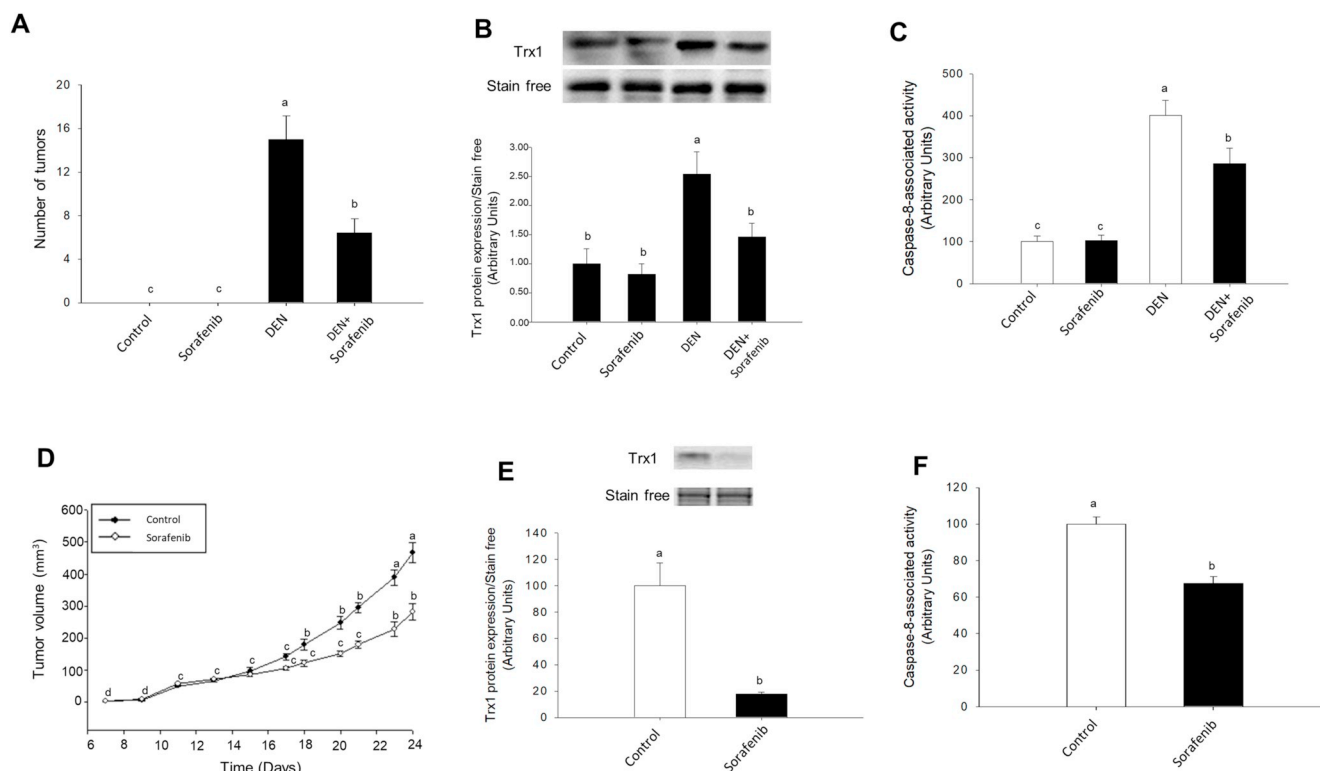 A
Number of tumors
20
16
12
8
4
0
c
c
a
b
Control
Sorafenib
DEN
DEN+
Sorafenib
B
Trx1
Stain free
Trx1 protein expression/Stain free
(Arbitrary Units)
3.00
2.50
2.00
1.50
1.00
0.50
0.00
b
b
a
b
Control
Sorafenib
DEN
DEN+
Sorafenib
C
Caspase-8-associated activity
(Arbitrary Units)
500
400
300
200
100
0
c
c
a
b
Control
Sorafenib
DEN
DEN+
Sorafenib
D
Control
Sorafenib
Tumor volume (mm³)
600
500
400
300
200
100
0
d
d
c
c
c
c
b
b
b
a
a
c
c
c
c
b
b
6 8 10 12 14 16 18 20 22 24
Time (Days)
E
Trx1
Stain free
Trx1 protein expression/Stain free
(Arbitrary Units)
140
120
100
80
60
40
20
0
a
b
Control
Sorafenib
F
Caspase-8-associated activity
(Arbitrary Units)
120
100
80
60
40
20
0
a
b
Control
Sorafenib